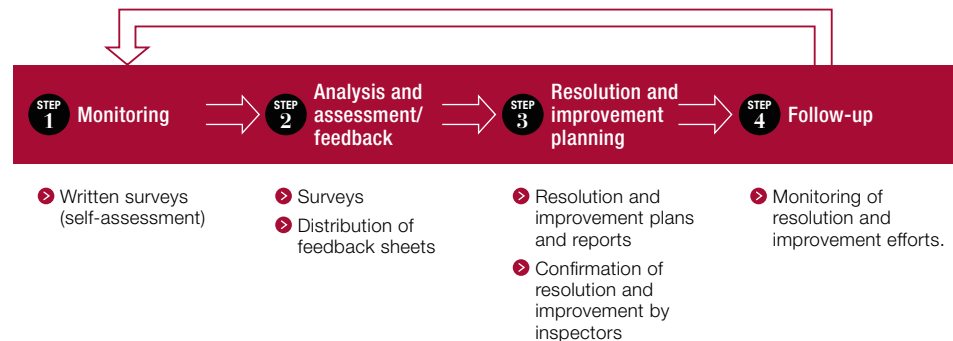 STEP
1
Monitoring
STEP
2
Analysis and
assessment/
feedback
STEP
3
Resolution and
improvement
planning
STEP
4
Follow-up
Written surveys
(self-assessment)
Surveys
Distribution of
feedback sheets
Resolution and
improvement plans
and reports
Confirmation of
resolution and
improvement by
inspectors
Monitoring of
resolution and
improvement efforts.